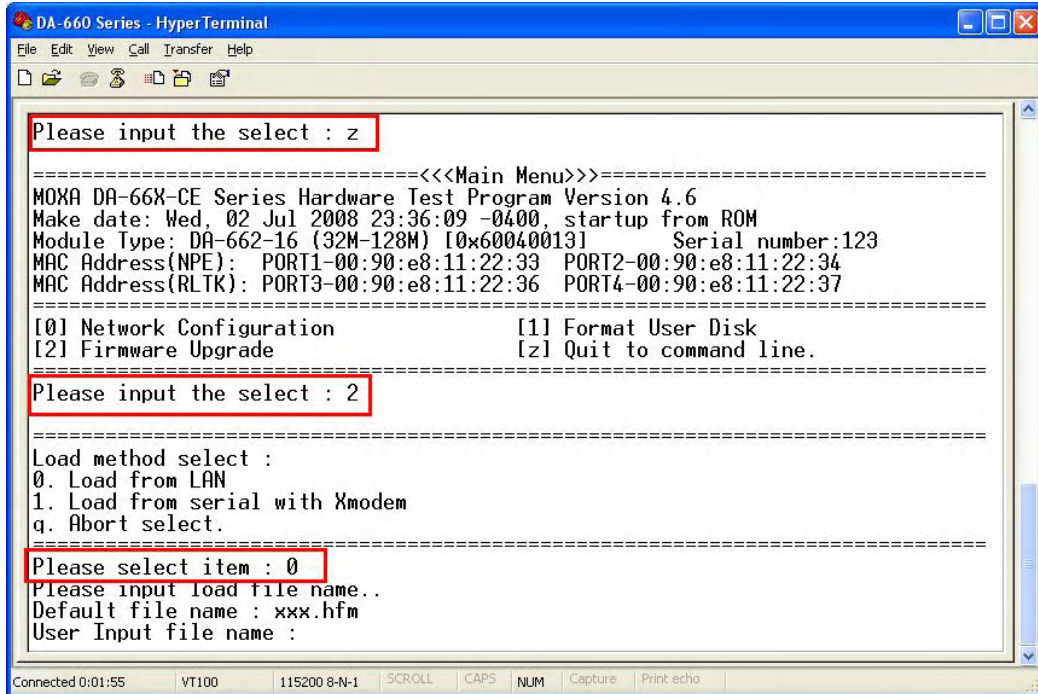 DA-660 Series - HyperTerminal
File Edit View Call Transfer Help
Please input the select : z
================================<<<Main Menu>>>================================
MOXA DA-66X-CE Series Hardware Test Program Version 4.6
Make date: Wed, 02 Jul 2008 23:36:09 -0400, startup from ROM
Module Type: DA-662-16 (32M-128M) [0x60040013] Serial number:123
MAC Address(NPE): PORT1-00:90:e8:11:22:33 PORT2-00:90:e8:11:22:34
MAC Address(RLTK): PORT3-00:90:e8:11:22:36 PORT4-00:90:e8:11:22:37
===============================================================================
[0] Network Configuration [1] Format User Disk
[2] Firmware Upgrade [z] Quit to command line.
===============================================================================
Please input the select : 2
===============================================================================
Load method select :
0. Load from LAN
1. Load from serial with Xmodem
q. Abort select.
===============================================================================
Please select item : 0
Please input load file name..
Default file name : xxx.hfm
User Input file name :
Connected 0:01:55 VT100 115200 8-N-1 SCROLL CAPS NUM Capture Print echo